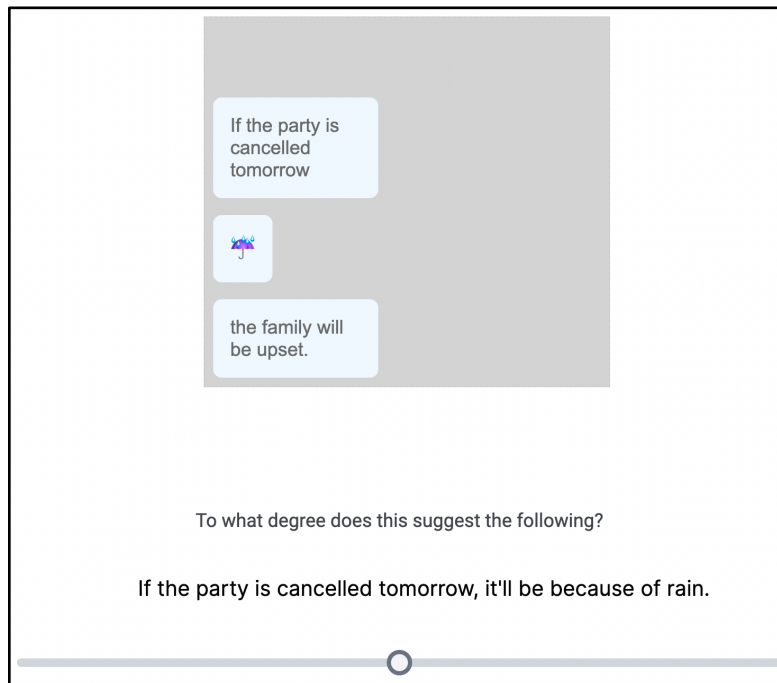 If the party is
cancelled
tomorrow
☔
the family will
be upset.
To what degree does this suggest the following?
If the party is cancelled tomorrow, it'll be because of rain.